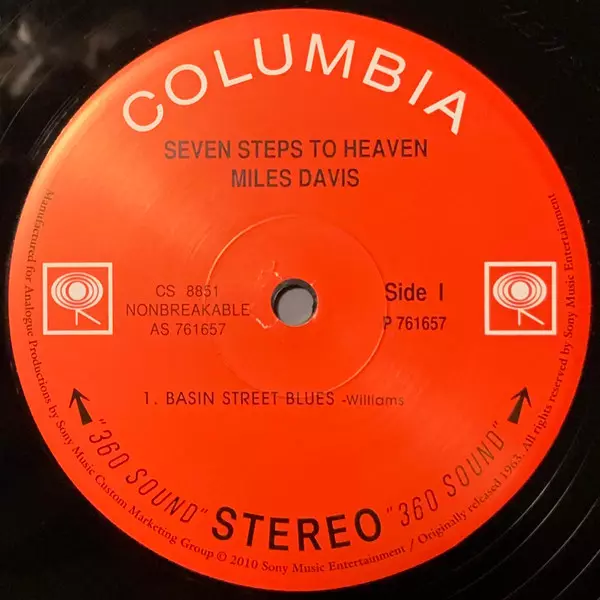 COLUMBIA
SEVEN STEPS TO HEAVEN
MILES DAVIS
CS 8851
NONBREAKABLE
AS 761657
Side I
P 761657
1. BASIN STREET BLUES -Williams
"360 SOUND" STEREO "360 SOUND"
Manufactured for Analogue Productions by Sony Music Custom Marketing Group © 2010 Sony Music Entertainment / Originally released 1963. All rights reserved by Sony Music Entertainment.